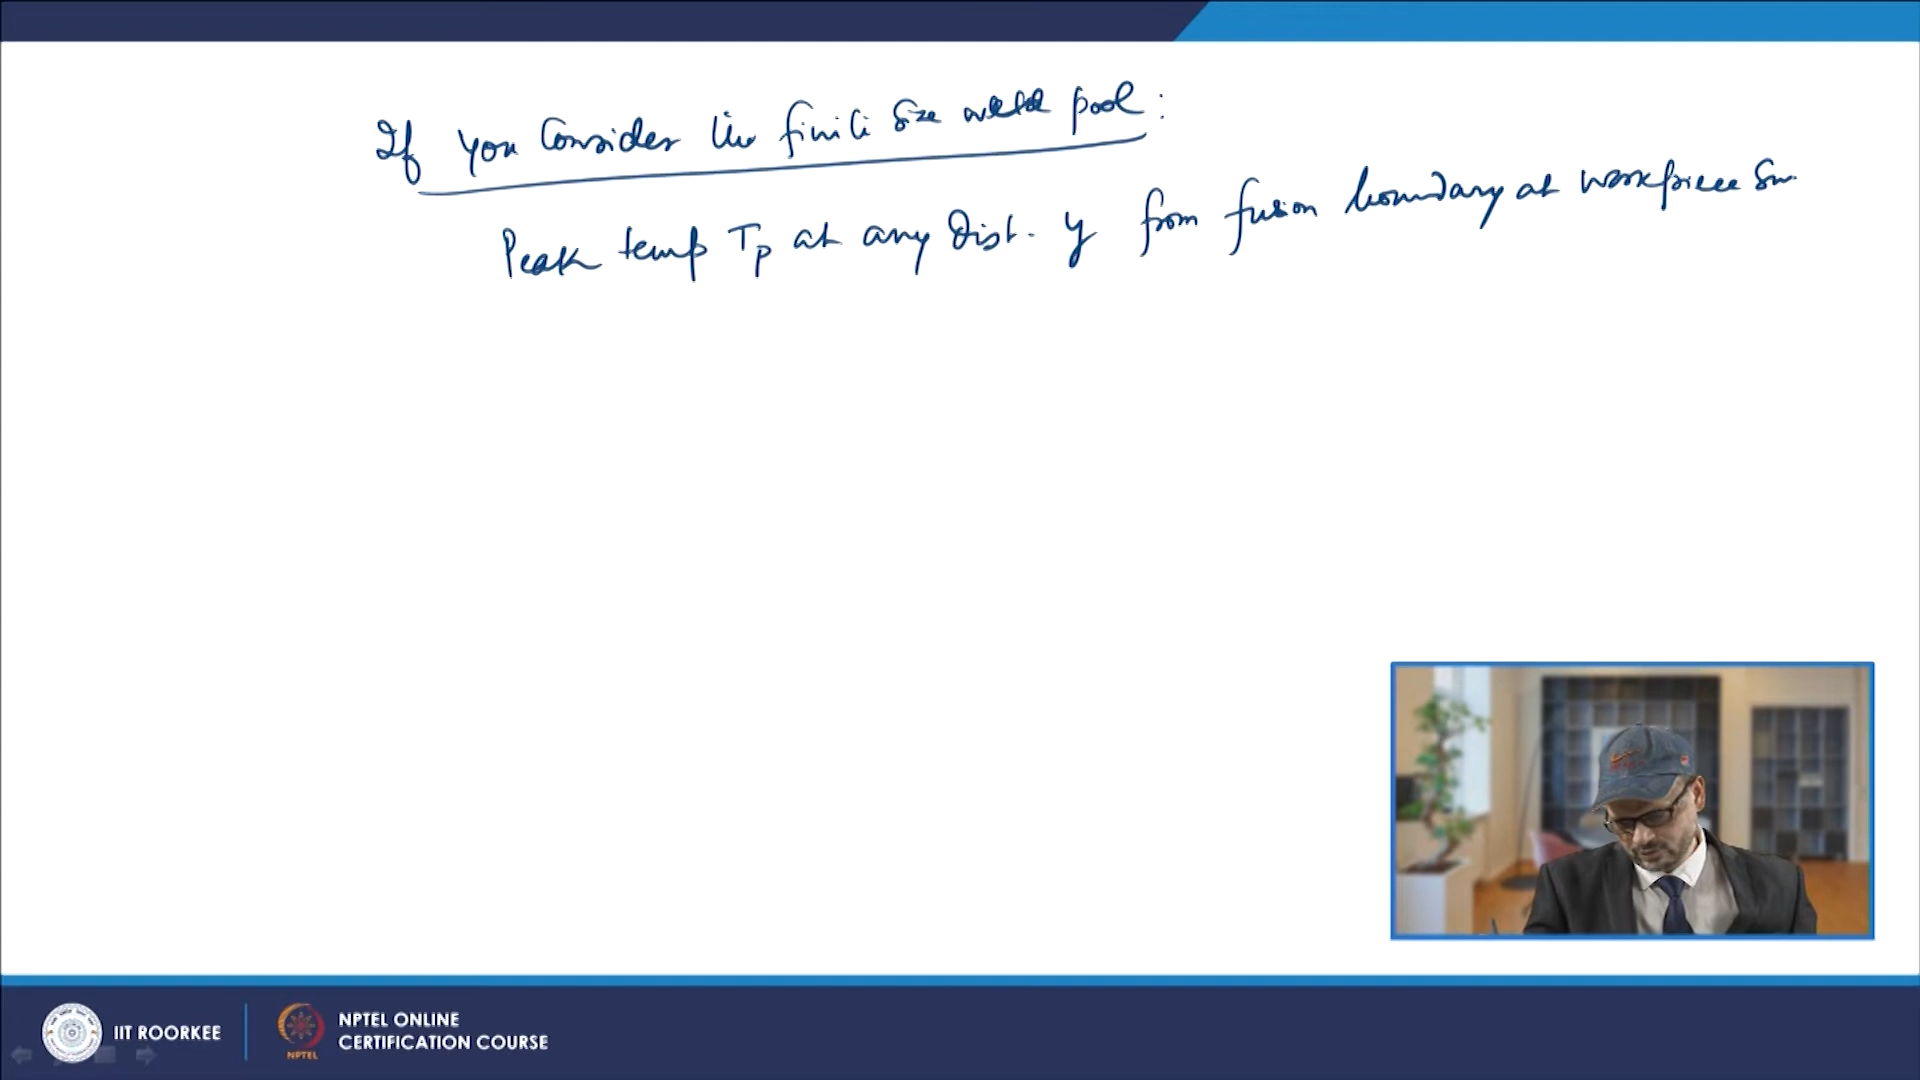 If you Consider the finite Size weld pool :
Peak temp Tp at any Dist. y from fusion boundary at workpiece Sur
IIT ROORKEE
NPTEL
NPTEL ONLINE
CERTIFICATION COURSE